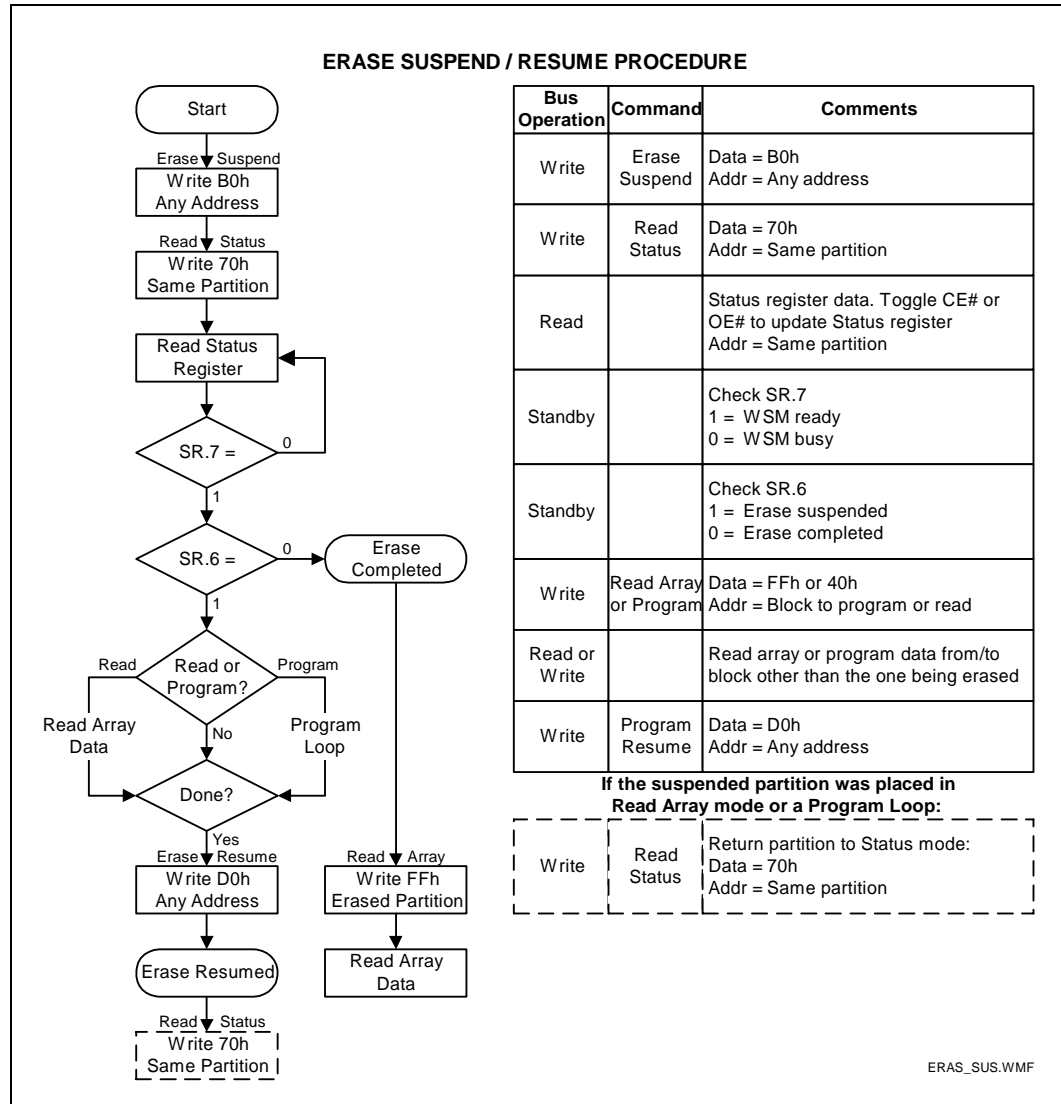 ERASE SUSPEND / RESUME PROCEDURE
Start
Erase Suspend
Write B0h
Any Address
Read Status
Write 70h
Same Partition
Read Status
Register
SR.7 =
0
1
SR.6 =
0
Erase
Completed
1
Read
Read or
Program?
Program
Read Array
Data
No
Program
Loop
Done?
Yes
Erase Resume
Write D0h
Any Address
Read Array
Write FFh
Erased Partition
Erase Resumed
Read Array
Data
Read Status
Write 70h
Same Partition
Bus
Operation
Command
Comments
Write
Erase
Suspend
Data = B0h
Addr = Any address
Write
Read
Status
Data = 70h
Addr = Same partition
Read
Status register data. Toggle CE# or
OE# to update Status register
Addr = Same partition
Standby
Check SR.7
1 = WSM ready
0 = WSM busy
Standby
Check SR.6
1 = Erase suspended
0 = Erase completed
Write
Read Array
or Program
Data = FFh or 40h
Addr = Block to program or read
Read or
Write
Read array or program data from/to
block other than the one being erased
Write
Program
Resume
Data = D0h
Addr = Any address
If the suspended partition was placed in
Read Array mode or a Program Loop:
Write
Read
Status
Return partition to Status mode:
Data = 70h
Addr = Same partition
ERAS_SUS.WMF